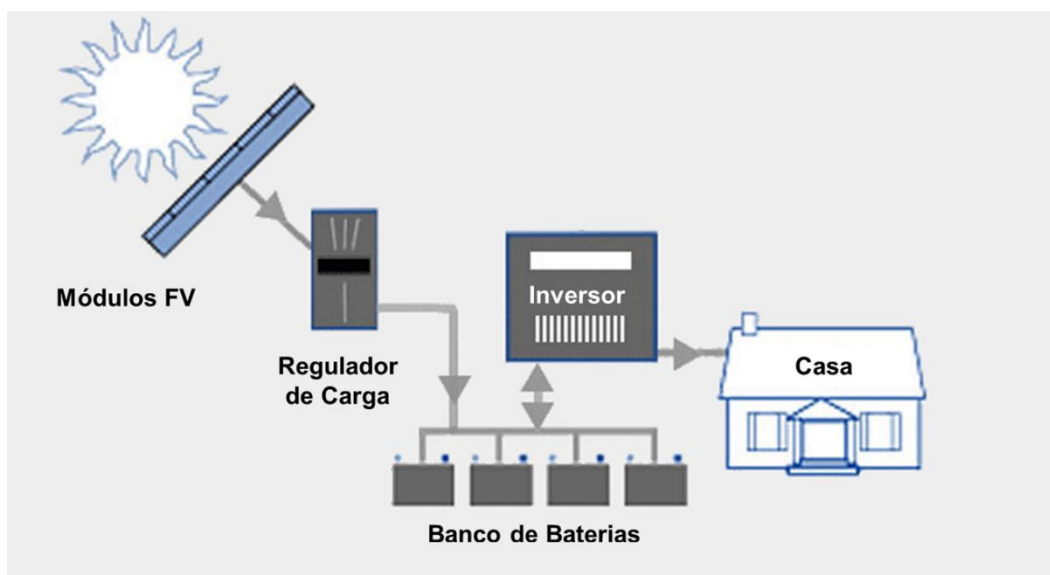 Módulos FV
Regulador
de Carga
Inversor
Casa
Banco de Baterias